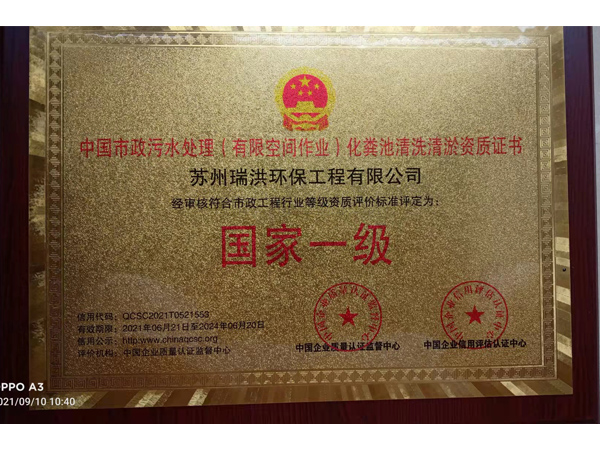 中国市政污水处理（有限空间作业）化粪池清洗清淤资质证书
苏州瑞洪环保工程有限公司
经审核符合市政工程行业等级资质评价标准评定为：
国家一级
信用代码：QCSC2021T0521553
有效期限：2021年06月21日至2024年06月20日
信用公示：http:www.chinaqcsc.org
评价机构：中国企业质量认证监督中心
中国企业质量认证监督中心
中国企业信用评估认证中心
OPPO A3
2021/09/10 10:40